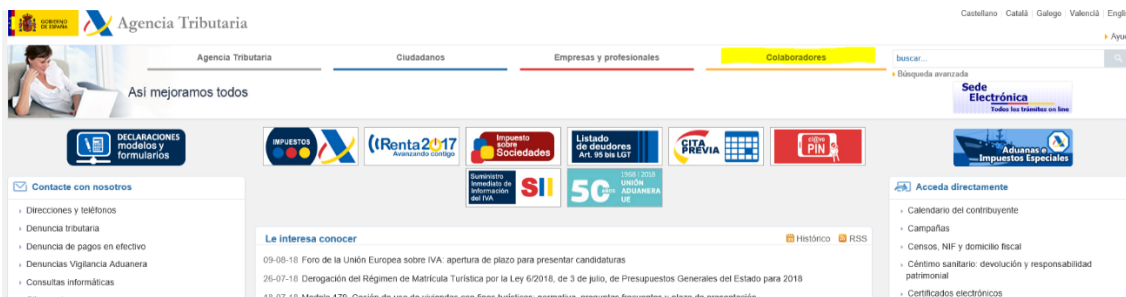 Castellano Català Galego Valencià
GOBIERNO DE ESPAÑA
Agencia Tributaria
Agencia Tributaria
Ciudadanos
Empresas y profesionales
Colaboradores
buscar...
Búsqueda avanzada
Así mejoramos todos
Sede
Electrónica
Todos los trámites on line
DECLARACIONES
modelos y
formularios
IMPUESTOS
Renta2017
Avanzando contigo
Impuesto
sobre
Sociedades
Listado
de deudores
Art. 95 bis LGT
CITA
PREVIA
cl@ve
PIN
Aduanas e
Impuestos Especiales
Suministro
Inmediato de
Información
del IVA
SII
50 AÑOS
1968 | 2018
UNIÓN
ADUANERA
UE
Contacte con nosotros
Direcciones y teléfonos
Denuncia tributaria
Denuncia de pagos en efectivo
Denuncias Vigilancia Aduanera
Consultas informáticas
Le interesa conocer
Histórico
RSS
09-08-18 Foro de la Unión Europea sobre IVA: apertura de plazo para presentar candidaturas
26-07-18 Derogación del Régimen de Matrícula Turística por la Ley 6/2018, de 3 de julio, de Presupuestos Generales del Estado para 2018
Acceda directamente
Calendario del contribuyente
Campañas
Censos, NIF y domicilio fiscal
Céntimo sanitario: devolución y responsabilidad
patrimonial
Certificados electrónicos